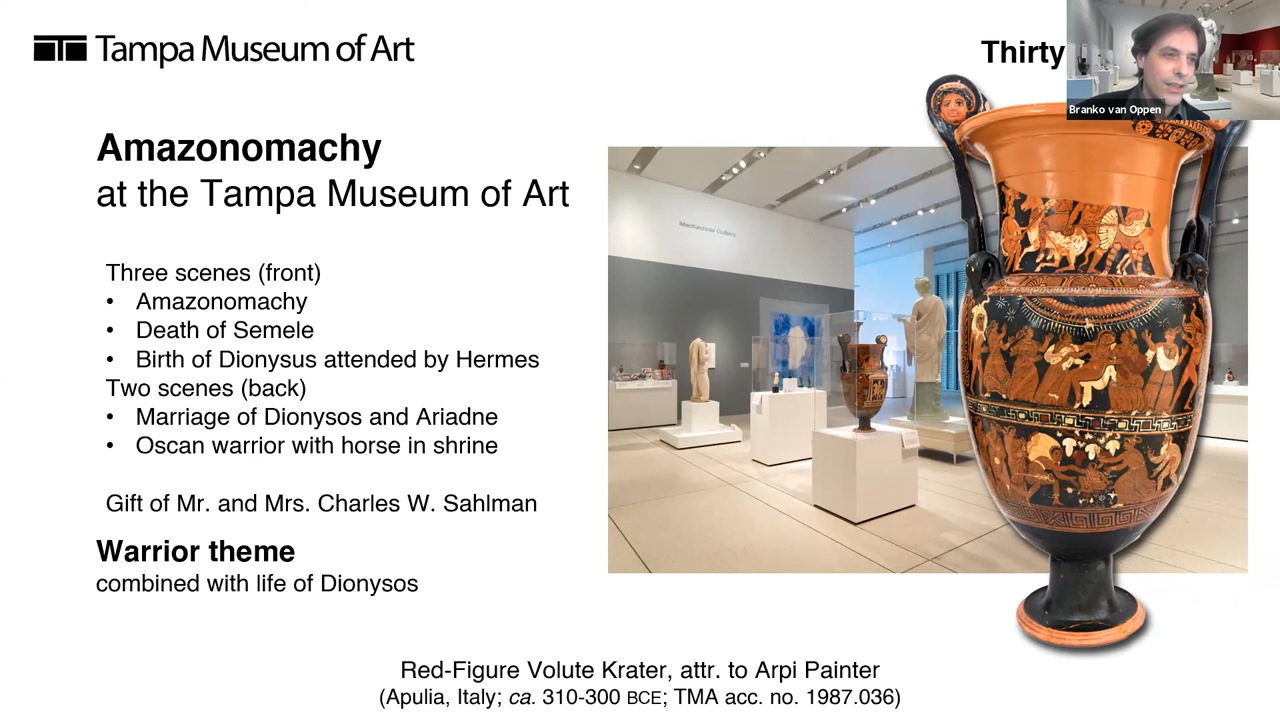 Tampa Museum of Art
Thirty
Branko van Oppen
Amazonomachy
at the Tampa Museum of Art
Three scenes (front)
• Amazonomachy
• Death of Semele
• Birth of Dionysus attended by Hermes
Two scenes (back)
• Marriage of Dionysos and Ariadne
• Oscan warrior with horse in shrine
Gift of Mr. and Mrs. Charles W. Sahlman
Warrior theme
combined with life of Dionysos
MacKechnie Gallery
Red-Figure Volute Krater, attr. to Arpi Painter
(Apulia, Italy; ca. 310-300 BCE; TMA acc. no. 1987.036)